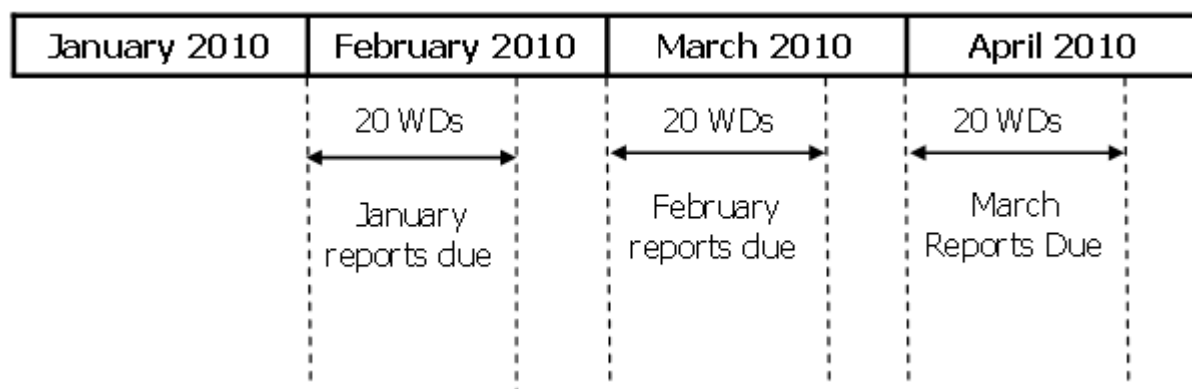 January 2010 February 2010 March 2010 April 2010
20 WDs 20 WDs 20 WDs
January
reports due
February
reports due
March
Reports Due